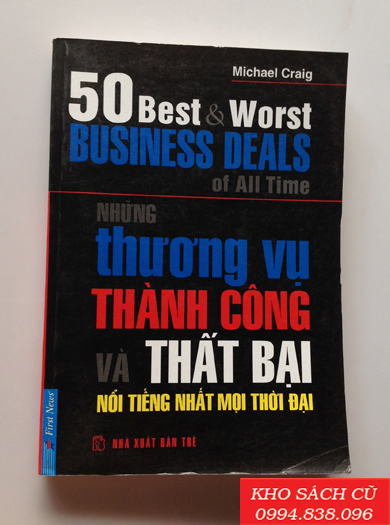 Michael Craig
50 Best & Worst
BUSINESS DEALS
of All Time
NHỮNG
thương vụ
THÀNH CÔNG
VÀ THẤT BẠI
NỔI TIẾNG NHẤT MỌI THỜI ĐẠI
First News
NHÀ XUẤT BẢN TRẺ
KHO SÁCH CŨ
0994.838.096